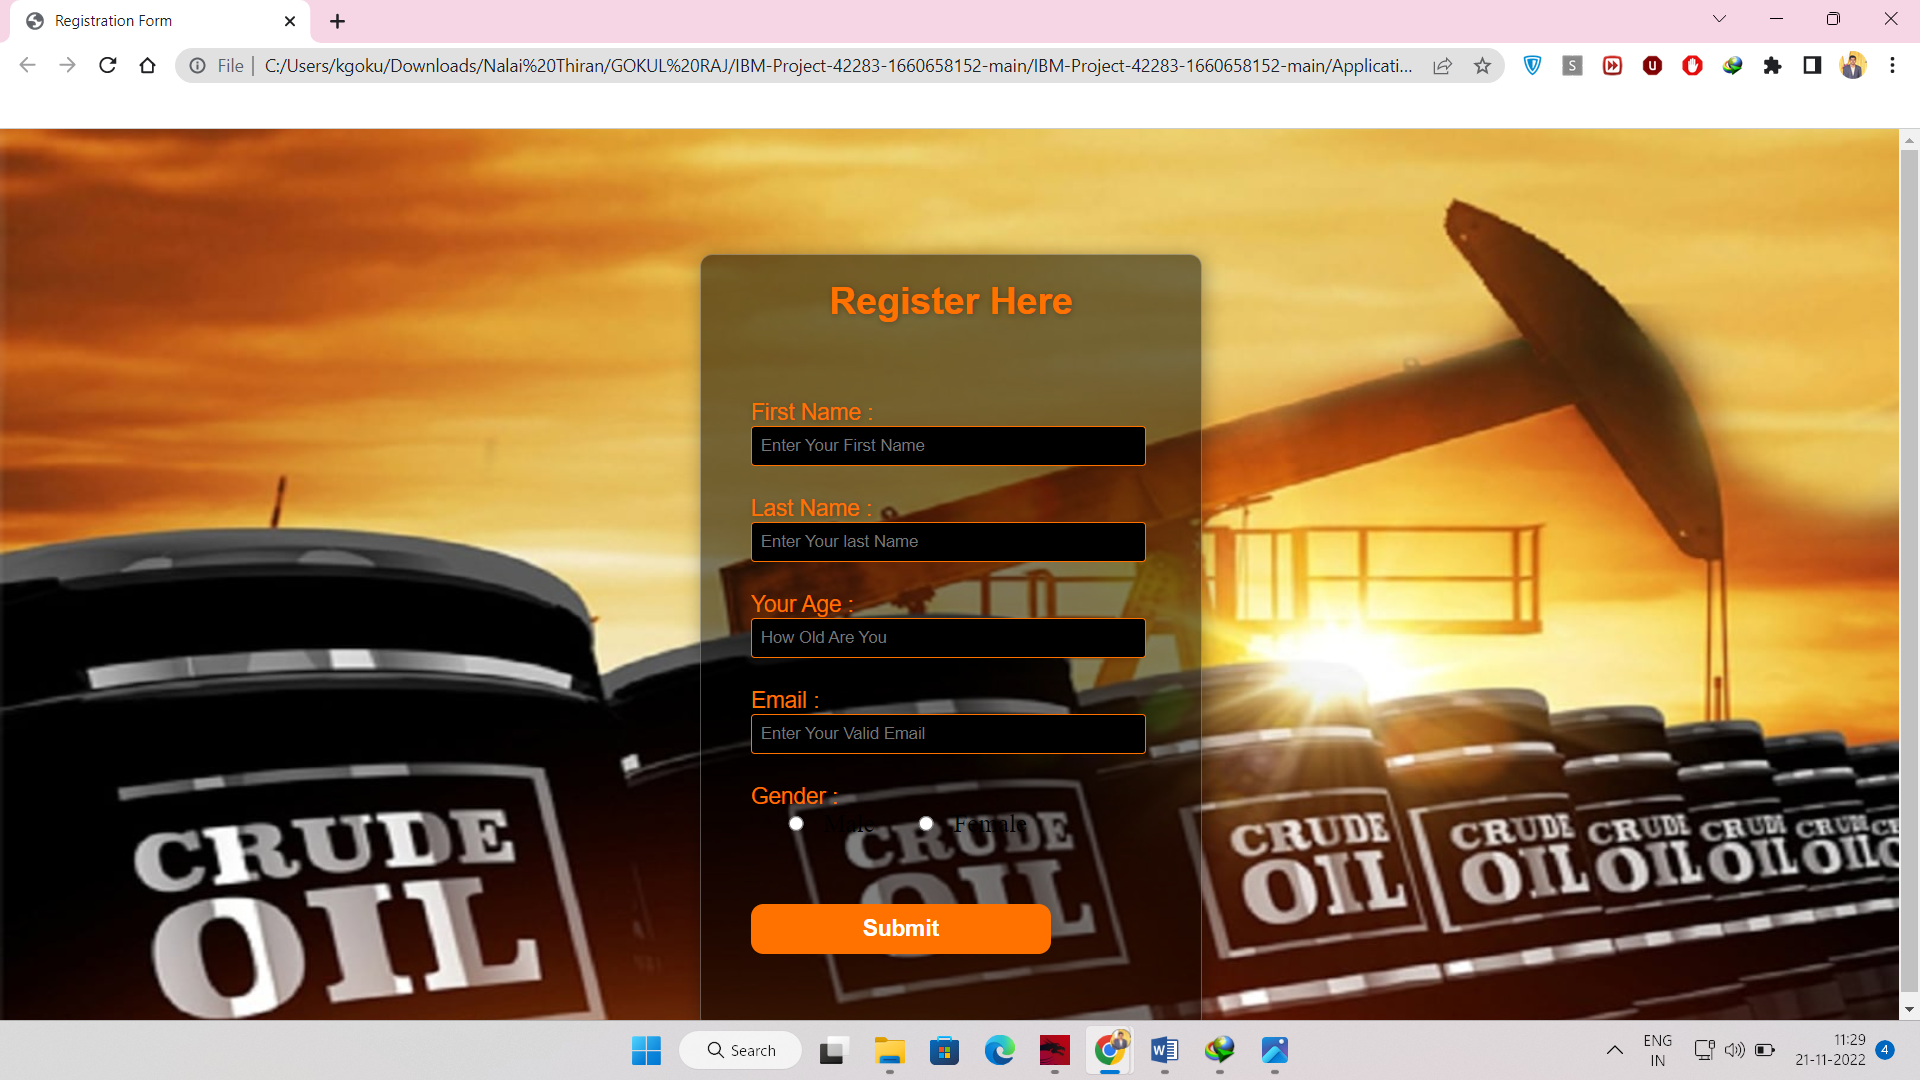 Registration Form
File | C:/Users/kgoku/Downloads/Nalai%20Thiran/GOKUL%20RAJ/IBM-Project-42283-1660658152-main/IBM-Project-42283-1660658152-main/Applicati...
S
U
Register Here
First Name :
Enter Your First Name
Last Name :
Enter Your last Name
Your Age :
How Old Are You
Email :
Enter Your Valid Email
Gender :
Male Female
Submit
CRUDE
OIL
CRUDE
OIL
CRUDE
OIL
CRUDE
OIL
CRUDE
OIL
CRUDE
OIL
CRUDE
OIL
Search
W
ENG
IN
11:29
21-11-2022
4